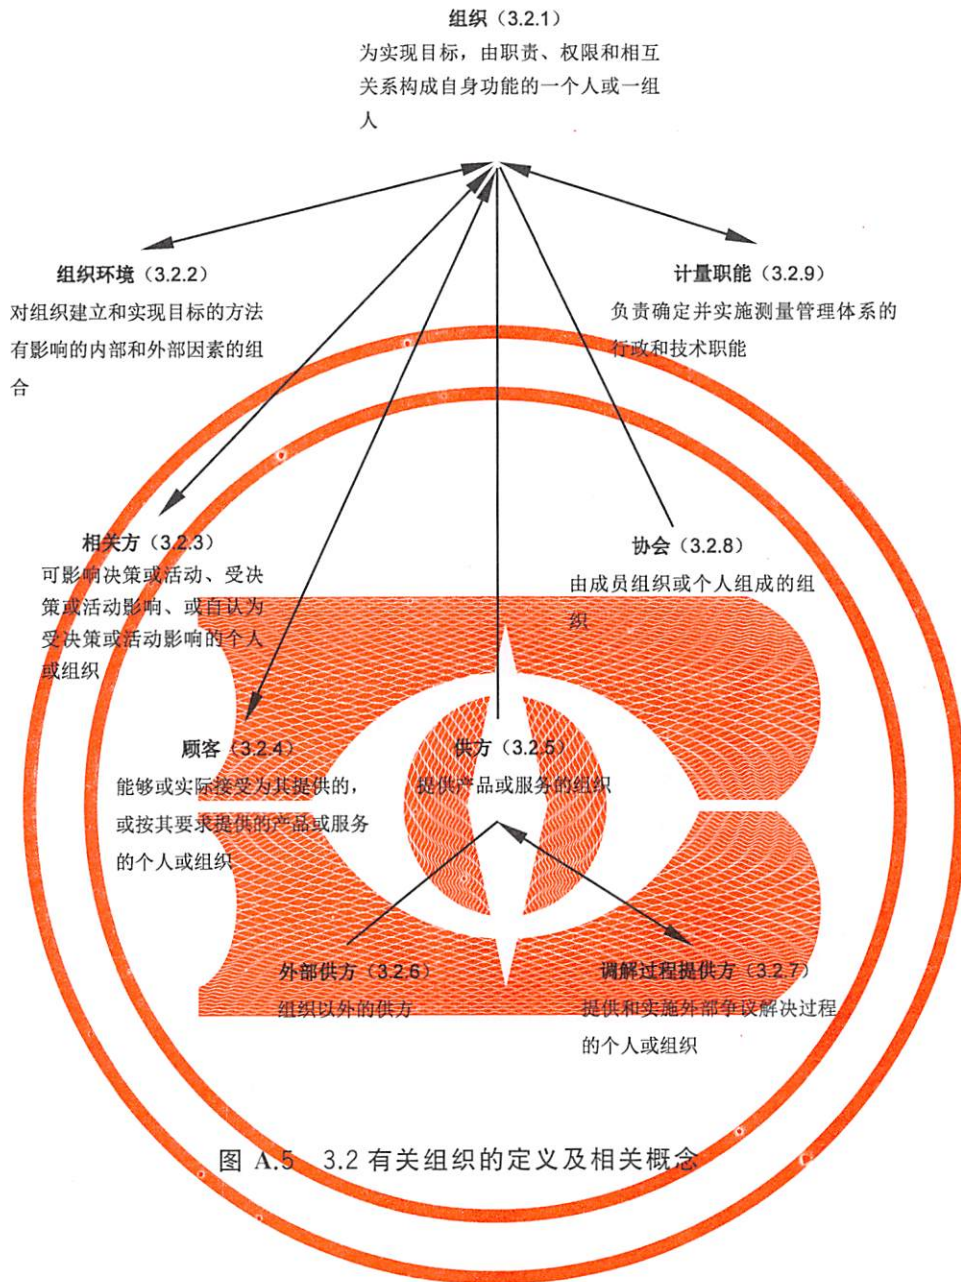 组织（3.2.1）
为实现目标，由职责、权限和相互
关系构成自身功能的一个人或一组
人
组织环境（3.2.2）
对组织建立和实现目标的方法
有影响的内部和外部因素的组
合
计量职能（3.2.9）
负责确定并实施测量管理体系的
行政和技术职能
相关方（3.2.3）
可影响决策或活动、受决
策或活动影响、或自认为
受决策或活动影响的个人
或组织
协会（3.2.8）
由成员组织或个人组成的组
织
顾客（3.2.4）
能够或实际接受为其提供的，
或按其要求提供的产品或服务
的个人或组织
供方（3.2.5）
提供产品或服务的组织
外部供方（3.2.6）
组织以外的供方
调解过程提供方（3.2.7）
提供和实施外部争议解决过程
的个人或组织
图 A.5 3.2 有关组织的定义及相关概念